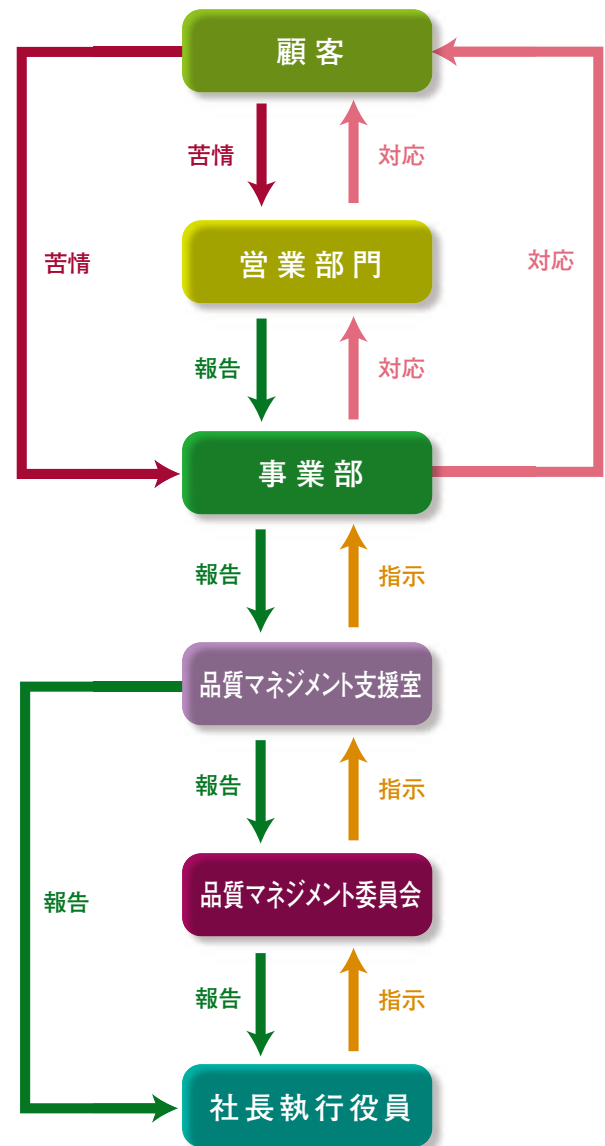 顧客
苦情
対応
営業部門
苦情
対応
報告
対応
事業部
報告
指示
品質マネジメント支援室
報告
指示
品質マネジメント委員会
報告
報告
指示
社長執行役員